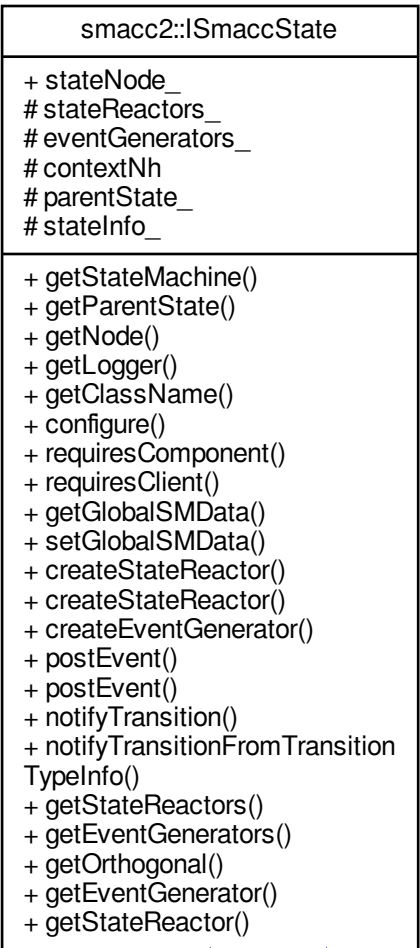 smacc2::ISmaccState
+ stateNode_
# stateReactors_
# eventGenerators_
# contextNh
# parentState_
# stateInfo_
+ getStateMachine()
+ getParentState()
+ getNode()
+ getLogger()
+ getClassName()
+ configure()
+ requiresComponent()
+ requiresClient()
+ getGlobalSMData()
+ setGlobalSMData()
+ createStateReactor()
+ createStateReactor()
+ createEventGenerator()
+ postEvent()
+ postEvent()
+ notifyTransition()
+ notifyTransitionFromTransition
TypeInfo()
+ getStateReactors()
+ getEventGenerators()
+ getOrthogonal()
+ getEventGenerator()
+ getStateReactor()